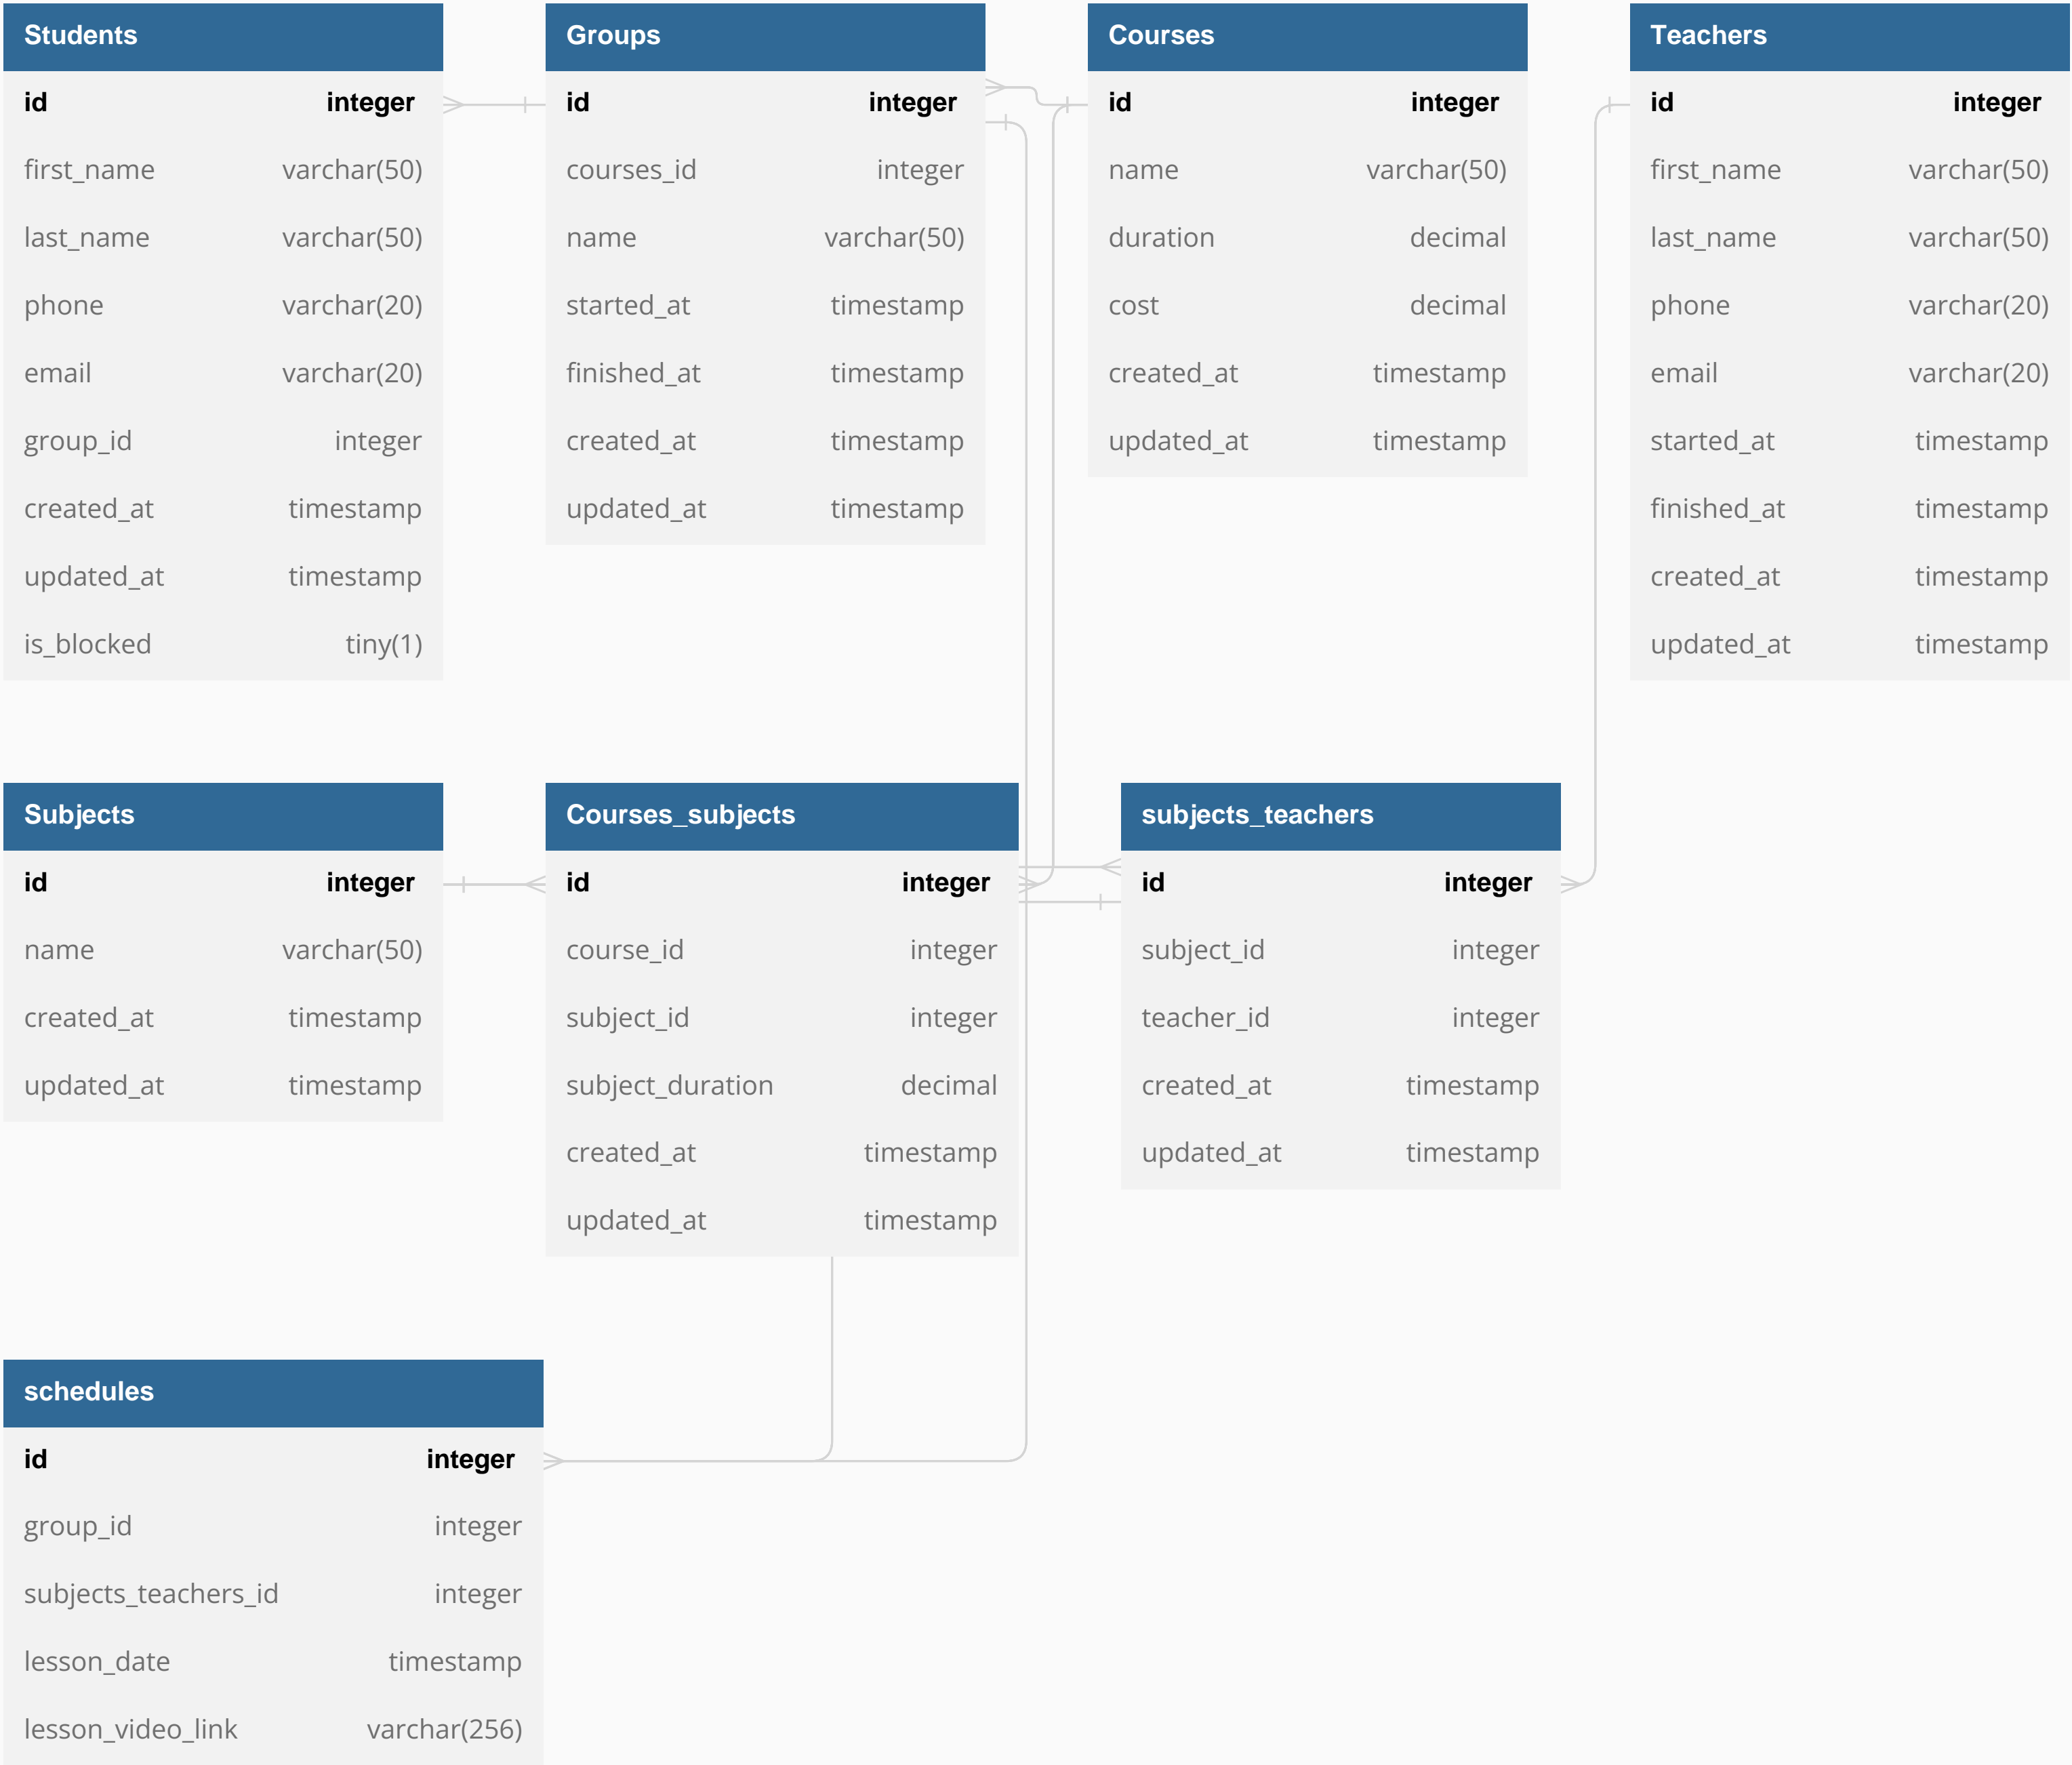 Students
id integer
first_name varchar(50)
last_name varchar(50)
phone varchar(20)
email varchar(20)
group_id integer
created_at timestamp
updated_at timestamp
is_blocked tiny(1)
Groups
id integer
courses_id integer
name varchar(50)
started_at timestamp
finished_at timestamp
created_at timestamp
updated_at timestamp
Courses
id integer
name varchar(50)
duration decimal
cost decimal
created_at timestamp
updated_at timestamp
Teachers
id integer
first_name varchar(50)
last_name varchar(50)
phone varchar(20)
email varchar(20)
started_at timestamp
finished_at timestamp
created_at timestamp
updated_at timestamp
Subjects
id integer
name varchar(50)
created_at timestamp
updated_at timestamp
Courses_subjects
id integer
course_id integer
subject_id integer
subject_duration decimal
created_at timestamp
updated_at timestamp
subjects_teachers
id integer
subject_id integer
teacher_id integer
created_at timestamp
updated_at timestamp
schedules
id integer
group_id integer
subjects_teachers_id integer
lesson_date timestamp
lesson_video_link varchar(256)